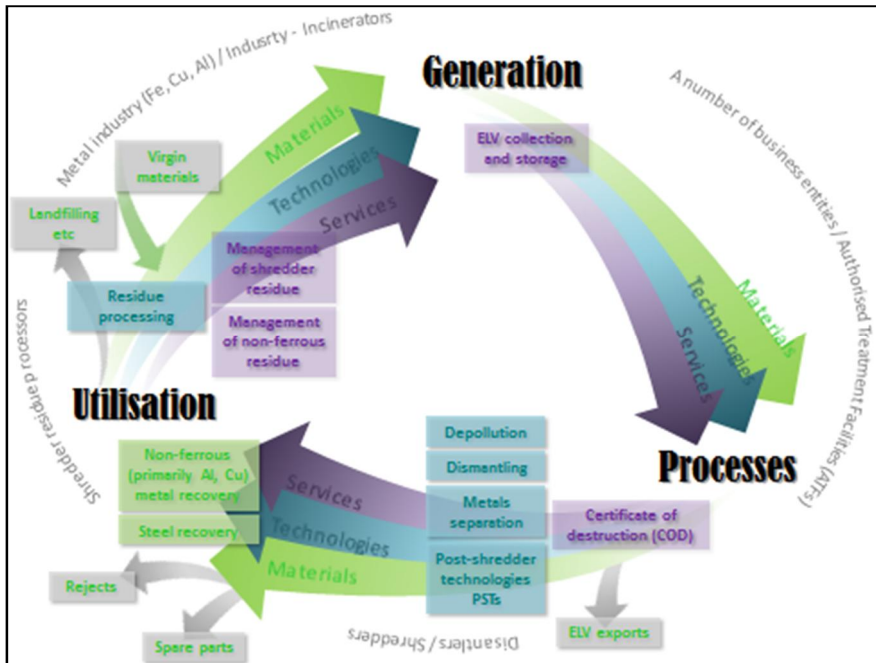 Metal industry (Fe, Cu, Al) / Indusrty - Incinerators
Generation
A number of business entities / Authorised Treatment Facilities (ATFs)
Materials
Technologies
Services
ELV collection
and storage
Virgin
materials
Landfilling
etc
Management
of shredder
residue
Residue
processing
Management
of non-ferrous
residue
Materials
Technologies
Services
Shredder residue processors
Utilisation
Processes
Non-ferrous
(primarily Al, Cu)
metal recovery
Steel recovery
Services
Technologies
Materials
Depollution
Dismantling
Metals
separation
Post-shredder
technologies
PSTs
Certificate of
destruction (COD)
Rejects
Spare parts
ELV exports
Disantlers/Shredders